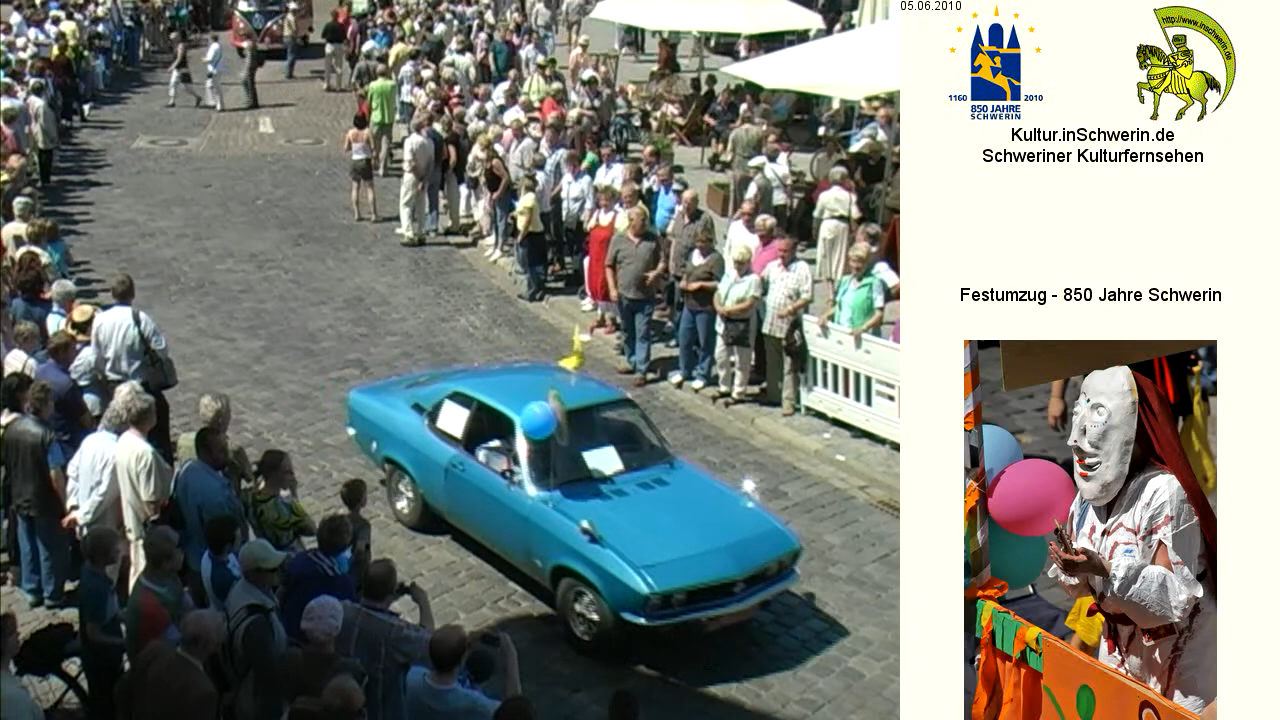 05.06.2010
1160 2010
850 JAHRE
SCHWERIN
http://www.inschwerin.de
Kultur.inSchwerin.de
Schweriner Kulturfernsehen
Festumzug - 850 Jahre Schwerin